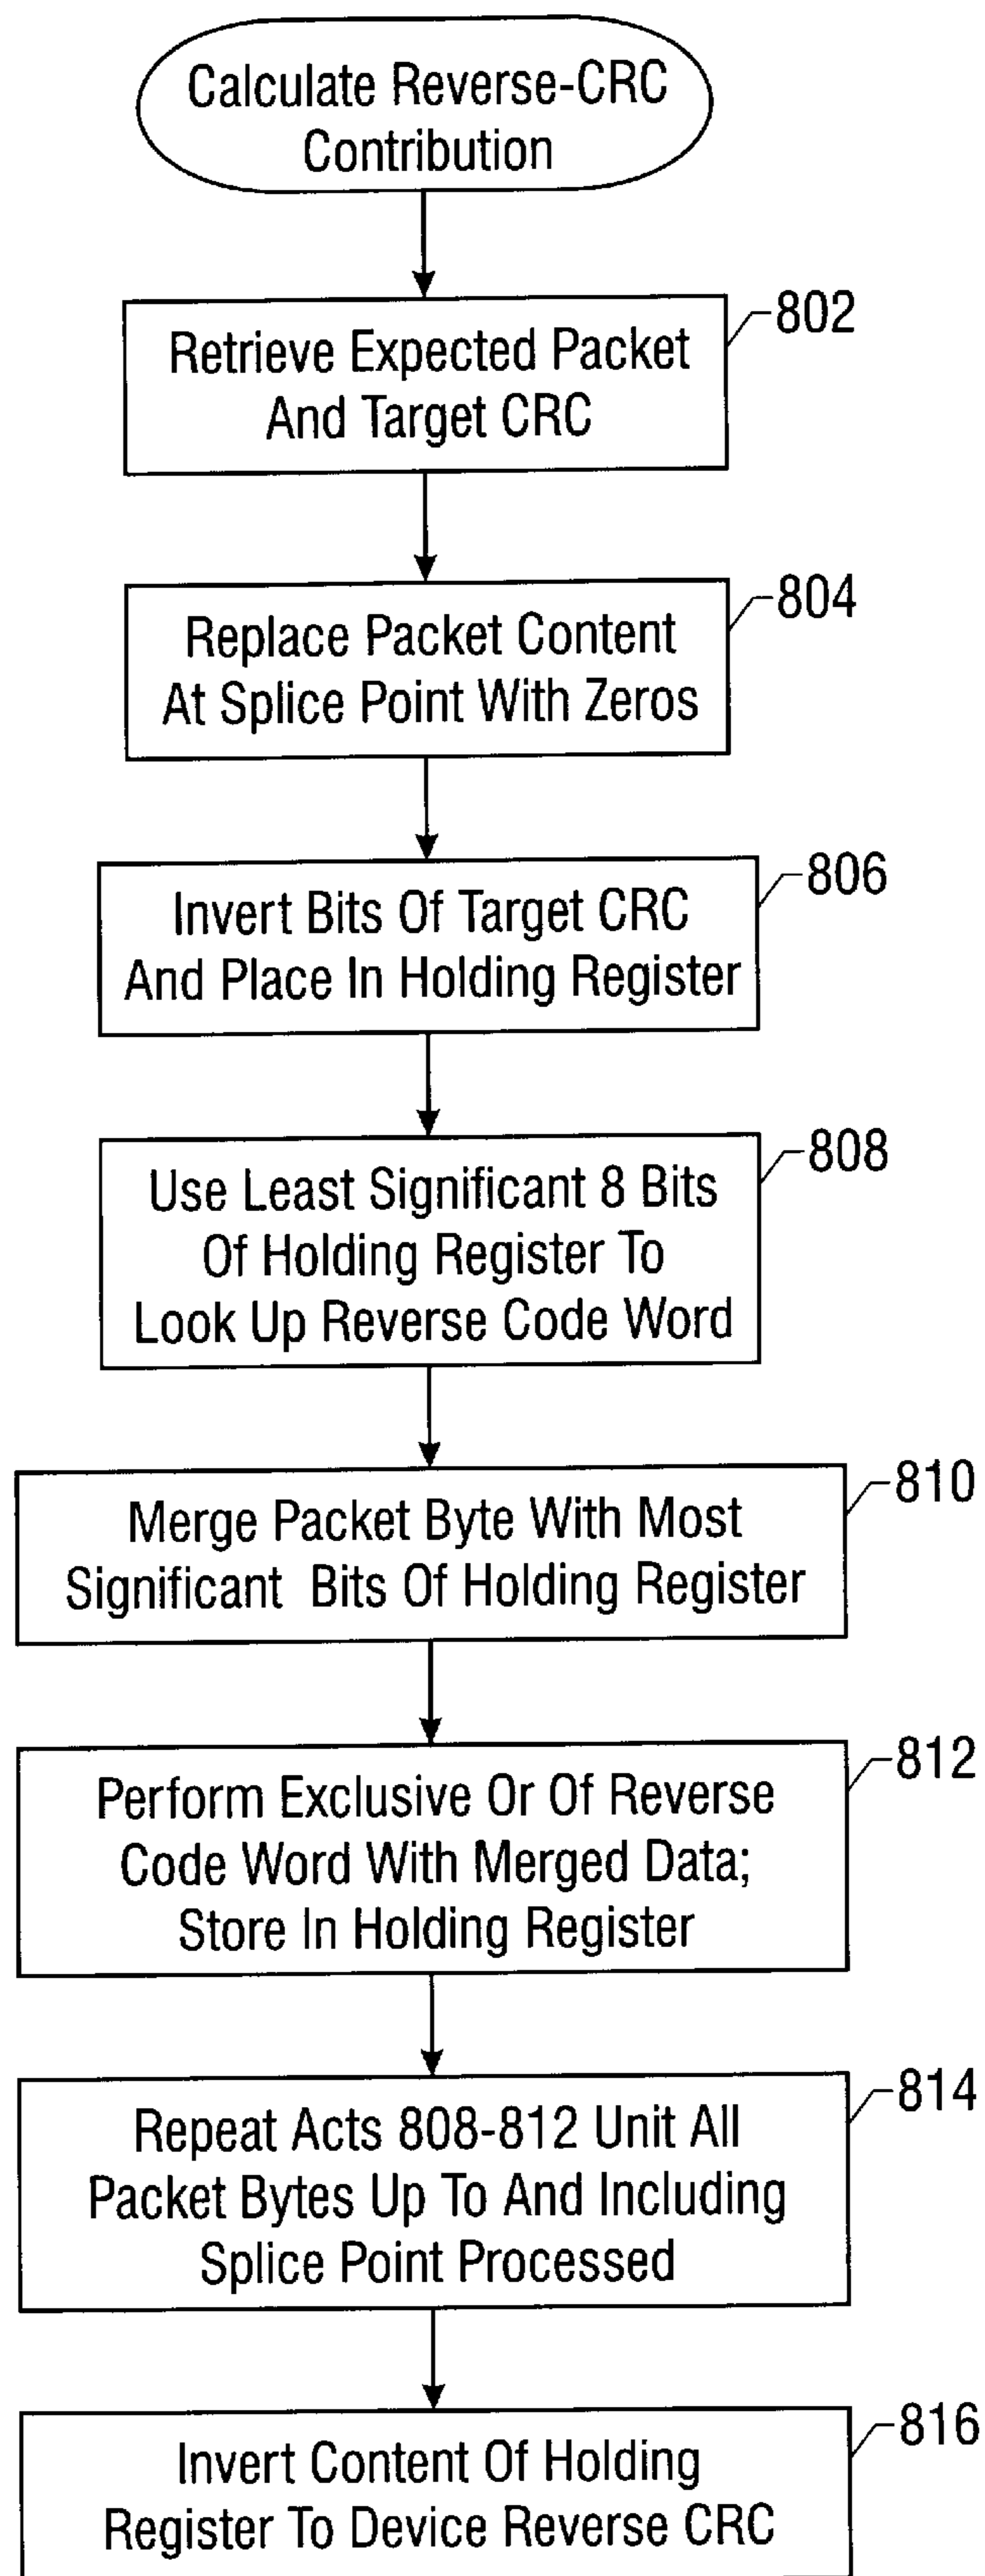 Calculate Reverse-CRC
Contribution
802
Retrieve Expected Packet
And Target CRC
804
Replace Packet Content
At Splice Point With Zeros
806
Invert Bits Of Target CRC
And Place In Holding Register
808
Use Least Significant 8 Bits
Of Holding Register To
Look Up Reverse Code Word
810
Merge Packet Byte With Most
Significant Bits Of Holding Register
812
Perform Exclusive Or Of Reverse
Code Word With Merged Data;
Store In Holding Register
814
Repeat Acts 808-812 Unit All
Packet Bytes Up To And Including
Splice Point Processed
816
Invert Content Of Holding
Register To Device Reverse CRC